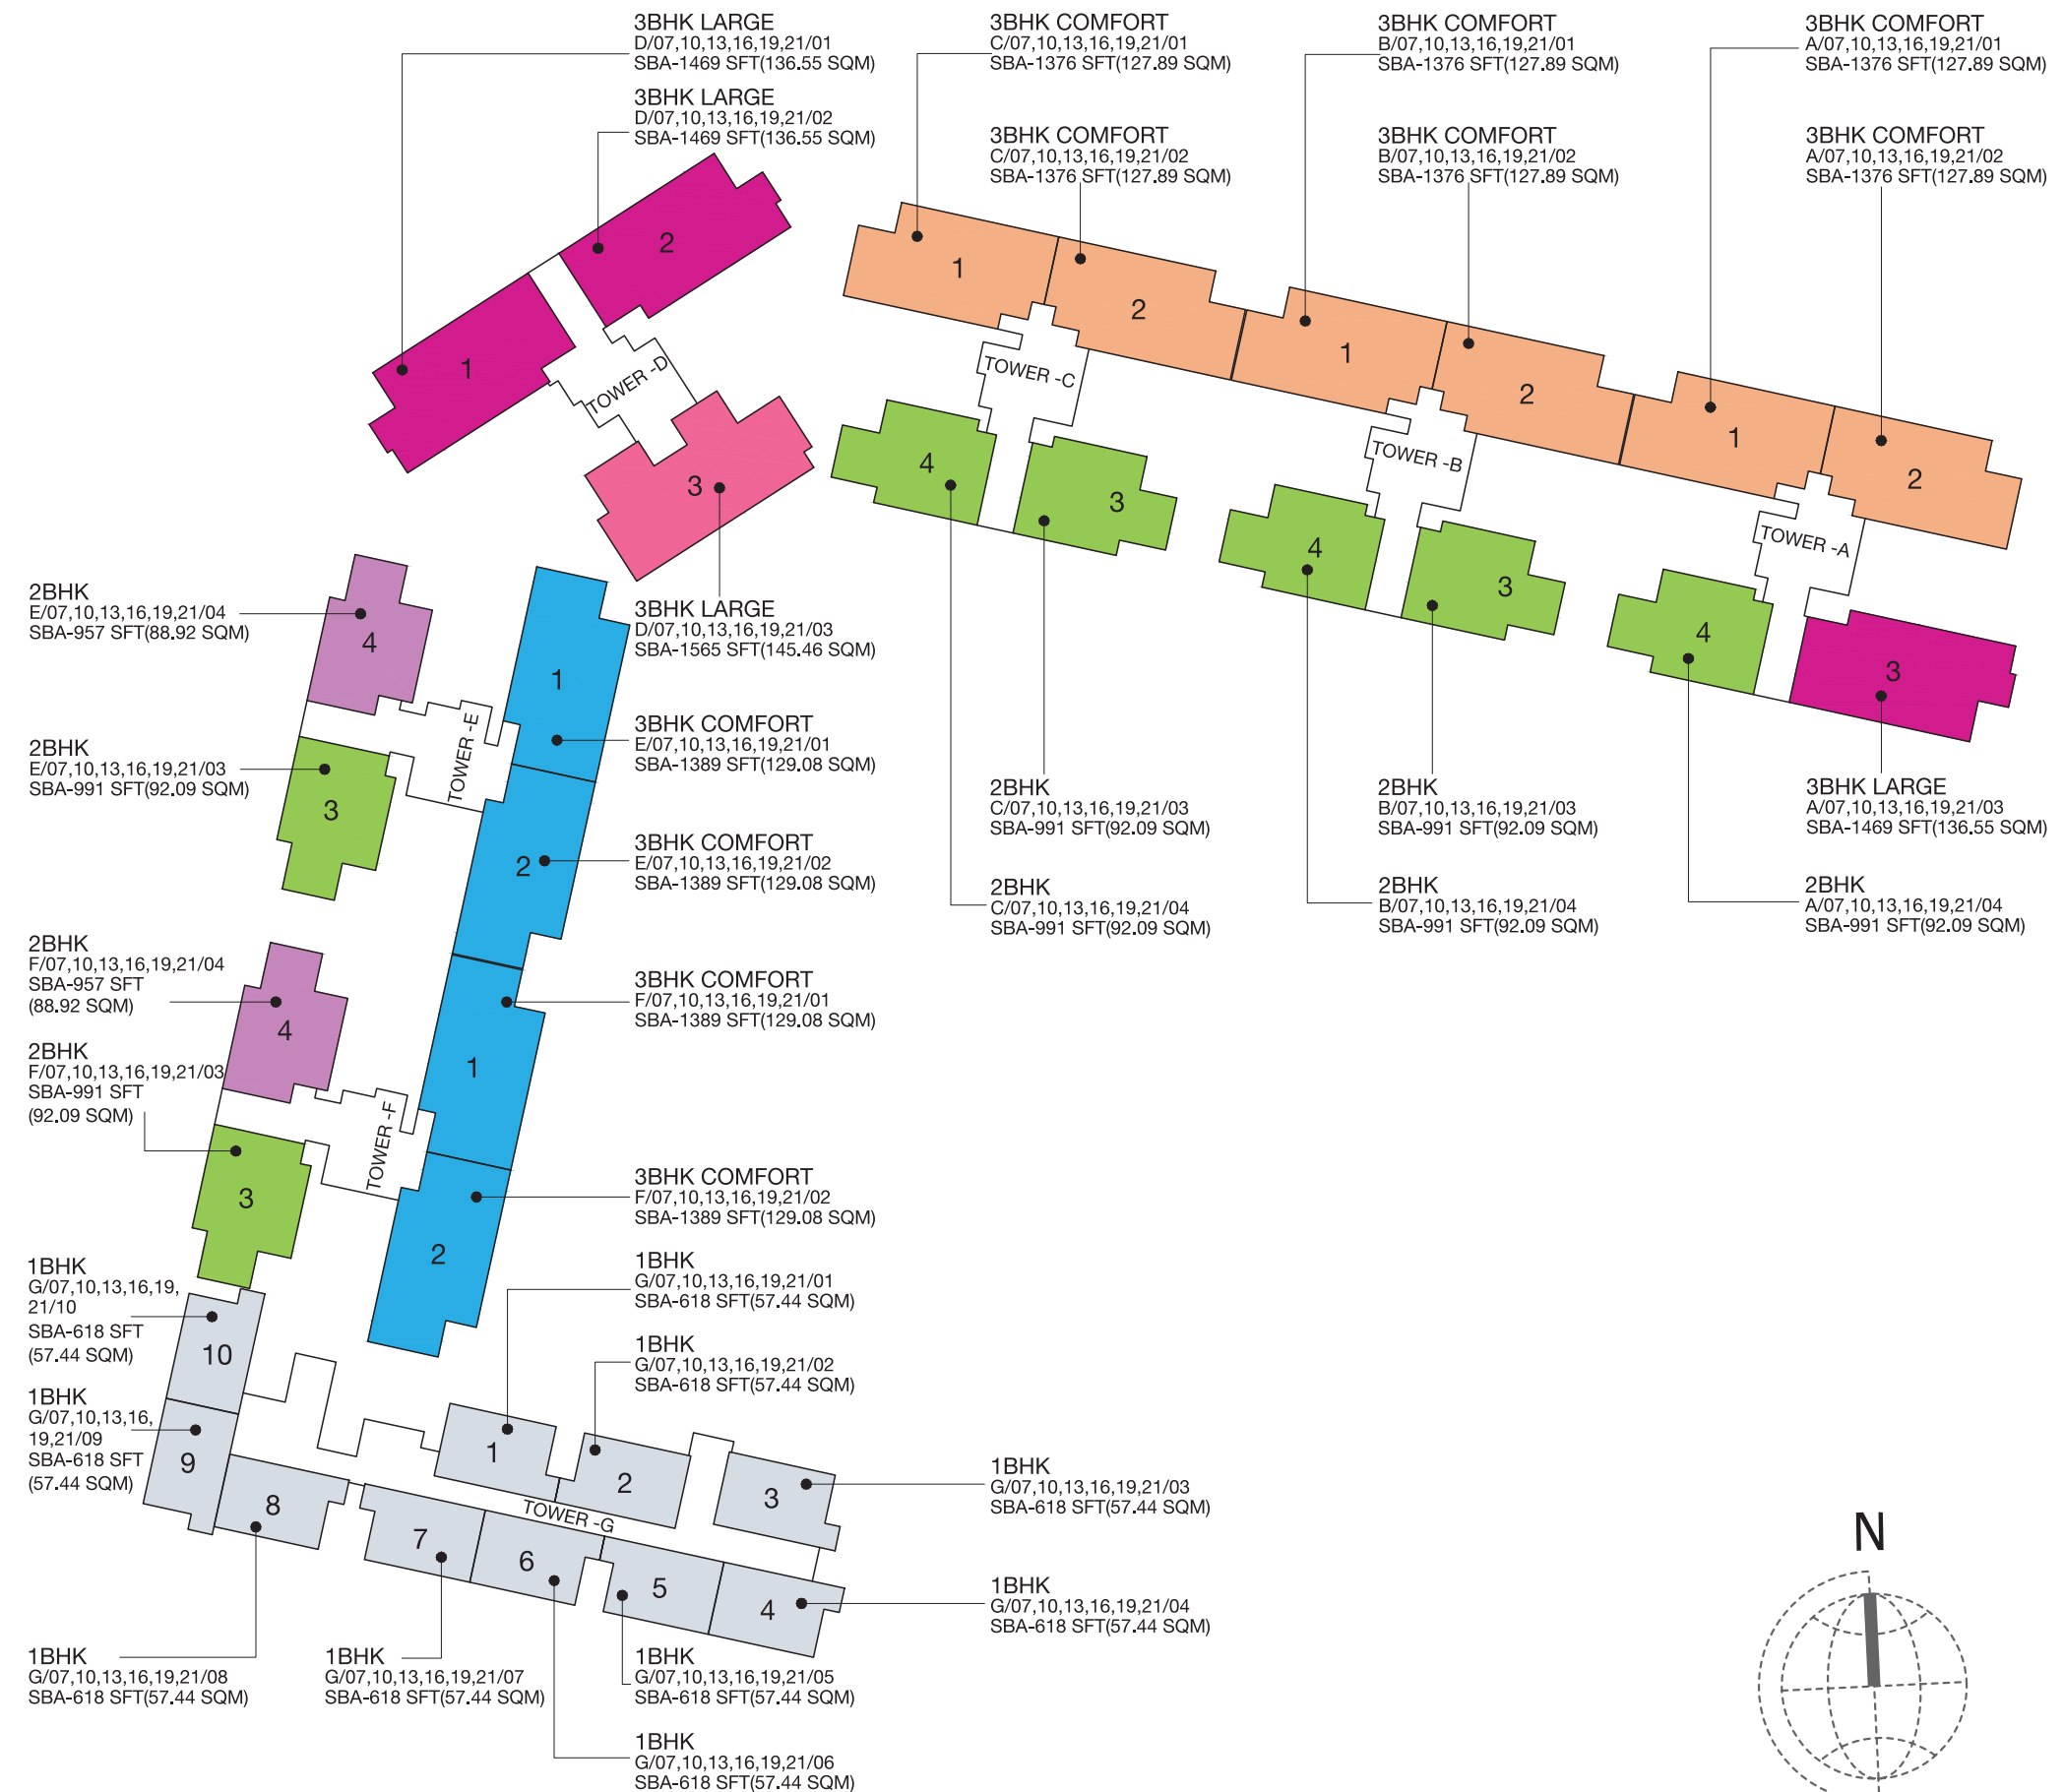 3BHK LARGE
D/07,10,13,16,19,21/01
SBA-1469 SFT(136.55 SQM)
3BHK LARGE
D/07,10,13,16,19,21/02
SBA-1469 SFT(136.55 SQM)
3BHK COMFORT
C/07,10,13,16,19,21/01
SBA-1376 SFT(127.89 SQM)
3BHK COMFORT
C/07,10,13,16,19,21/02
SBA-1376 SFT(127.89 SQM)
3BHK COMFORT
B/07,10,13,16,19,21/01
SBA-1376 SFT(127.89 SQM)
3BHK COMFORT
B/07,10,13,16,19,21/02
SBA-1376 SFT(127.89 SQM)
3BHK COMFORT
A/07,10,13,16,19,21/01
SBA-1376 SFT(127.89 SQM)
3BHK COMFORT
A/07,10,13,16,19,21/02
SBA-1376 SFT(127.89 SQM)
1
2
3
TOWER -D
1
2
3
4
TOWER -C
1
2
3
4
TOWER -B
1
2
3
4
TOWER -A
3BHK LARGE
D/07,10,13,16,19,21/03
SBA-1565 SFT(145.46 SQM)
2BHK
E/07,10,13,16,19,21/04
SBA-957 SFT(88.92 SQM)
2BHK
E/07,10,13,16,19,21/03
SBA-991 SFT(92.09 SQM)
4
3
1
2
TOWER -E
3BHK COMFORT
E/07,10,13,16,19,21/01
SBA-1389 SFT(129.08 SQM)
3BHK COMFORT
E/07,10,13,16,19,21/02
SBA-1389 SFT(129.08 SQM)
2BHK
C/07,10,13,16,19,21/03
SBA-991 SFT(92.09 SQM)
2BHK
C/07,10,13,16,19,21/04
SBA-991 SFT(92.09 SQM)
2BHK
B/07,10,13,16,19,21/03
SBA-991 SFT(92.09 SQM)
2BHK
B/07,10,13,16,19,21/04
SBA-991 SFT(92.09 SQM)
3BHK LARGE
A/07,10,13,16,19,21/03
SBA-1469 SFT(136.55 SQM)
2BHK
A/07,10,13,16,19,21/04
SBA-991 SFT(92.09 SQM)
2BHK
F/07,10,13,16,19,21/04
SBA-957 SFT
(88.92 SQM)
2BHK
F/07,10,13,16,19,21/03
SBA-991 SFT
(92.09 SQM)
4
3
1
2
TOWER -F
3BHK COMFORT
F/07,10,13,16,19,21/01
SBA-1389 SFT(129.08 SQM)
3BHK COMFORT
F/07,10,13,16,19,21/02
SBA-1389 SFT(129.08 SQM)
1BHK
G/07,10,13,16,19,
21/10
SBA-618 SFT
(57.44 SQM)
1BHK
G/07,10,13,16,
19,21/09
SBA-618 SFT
(57.44 SQM)
1BHK
G/07,10,13,16,19,21/01
SBA-618 SFT(57.44 SQM)
1BHK
G/07,10,13,16,19,21/02
SBA-618 SFT(57.44 SQM)
10
9
8
7
6
5
4
1
2
3
TOWER -G
1BHK
G/07,10,13,16,19,21/03
SBA-618 SFT(57.44 SQM)
1BHK
G/07,10,13,16,19,21/04
SBA-618 SFT(57.44 SQM)
1BHK
G/07,10,13,16,19,21/08
SBA-618 SFT(57.44 SQM)
1BHK
G/07,10,13,16,19,21/07
SBA-618 SFT(57.44 SQM)
1BHK
G/07,10,13,16,19,21/05
SBA-618 SFT(57.44 SQM)
1BHK
G/07,10,13,16,19,21/06
SBA-618 SFT(57.44 SQM)
N